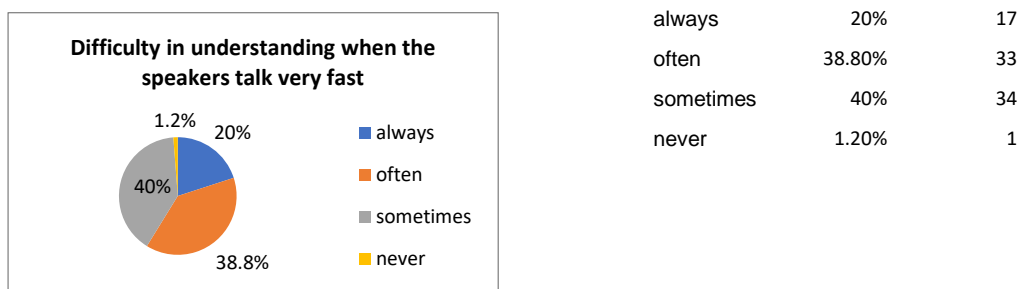 Difficulty in understanding when the
speakers talk very fast
1.2%
20%
40%
38.8%
always
often
sometimes
never
always 20% 17
often 38.80% 33
sometimes 40% 34
never 1.20% 1